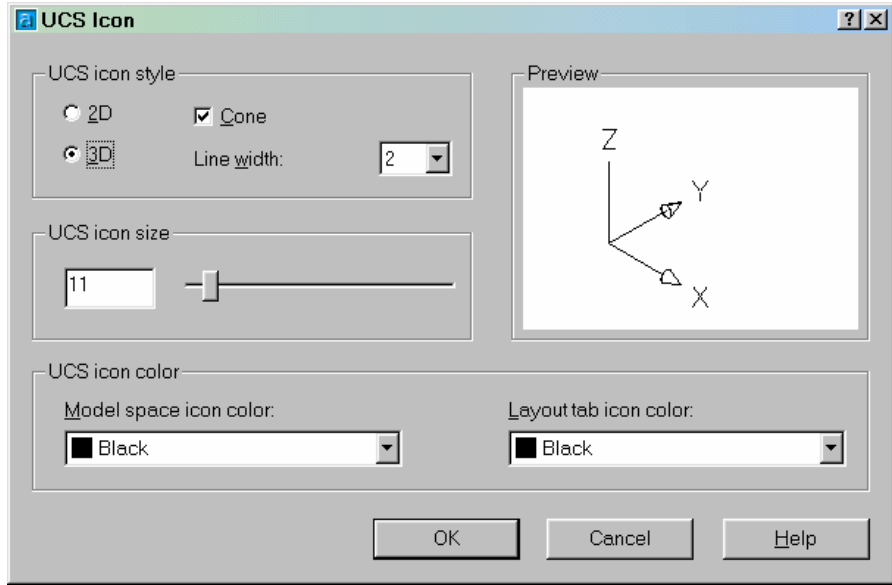 UCS Icon
UCS icon style
2D
Cone
3D
Line width:
2
Preview
Z
Y
X
UCS icon size
11
UCS icon color
Model space icon color:
Black
Layout tab icon color:
Black
OK
Cancel
Help